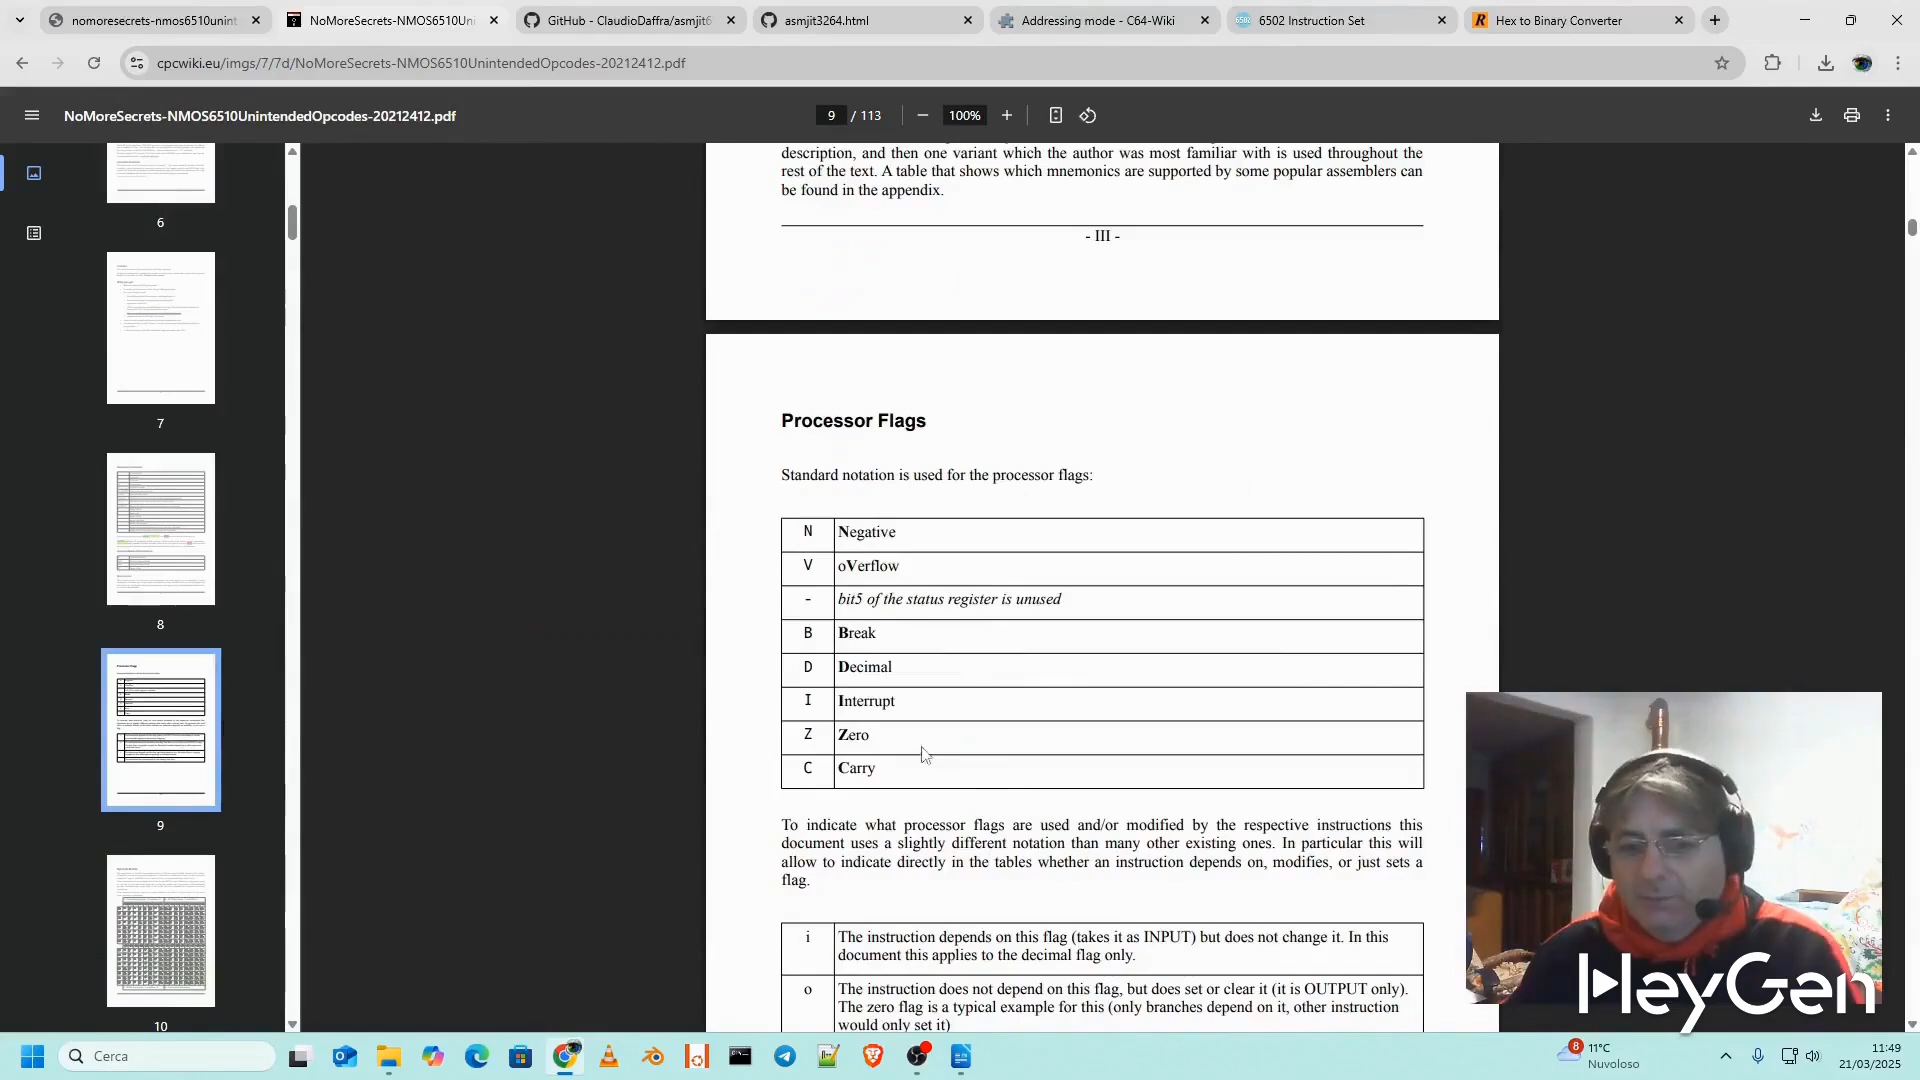 nomoresecrets-nmos6510unint
NoMoreSecrets-NMOS6510Uni
GitHub - ClaudioDaffra/asmjit6
asmjit3264.html
Addressing mode - C64-Wiki
6502 Instruction Set
Hex to Binary Converter
cpcwiki.eu/imgs/7/7d/NoMoreSecrets-NMOS6510UnintendedOpcodes-20212412.pdf
NoMoreSecrets-NMOS6510UnintendedOpcodes-20212412.pdf
9 / 113
100%
6
7
8
9
10
description, and then one variant which the author was most familiar with is used throughout the
rest of the text. A table that shows which mnemonics are supported by some popular assemblers can
be found in the appendix.
- III -
Processor Flags
Standard notation is used for the processor flags:
N Negative
V oVerflow
- bit5 of the status register is unused
B Break
D Decimal
I Interrupt
Z Zero
C Carry
To indicate what processor flags are used and/or modified by the respective instructions this
document uses a slightly different notation than many other existing ones. In particular this will
allow to indicate directly in the tables whether an instruction depends on, modifies, or just sets a
flag.
i The instruction depends on this flag (takes it as INPUT) but does not change it. In this
document this applies to the decimal flag only.
o The instruction does not depend on this flag, but does set or clear it (it is OUTPUT only).
The zero flag is a typical example for this (only branches depend on it, other instruction
would only set it)
HeyGen
Cerca
8
11°C
Nuvoloso
11:49
21/03/2025